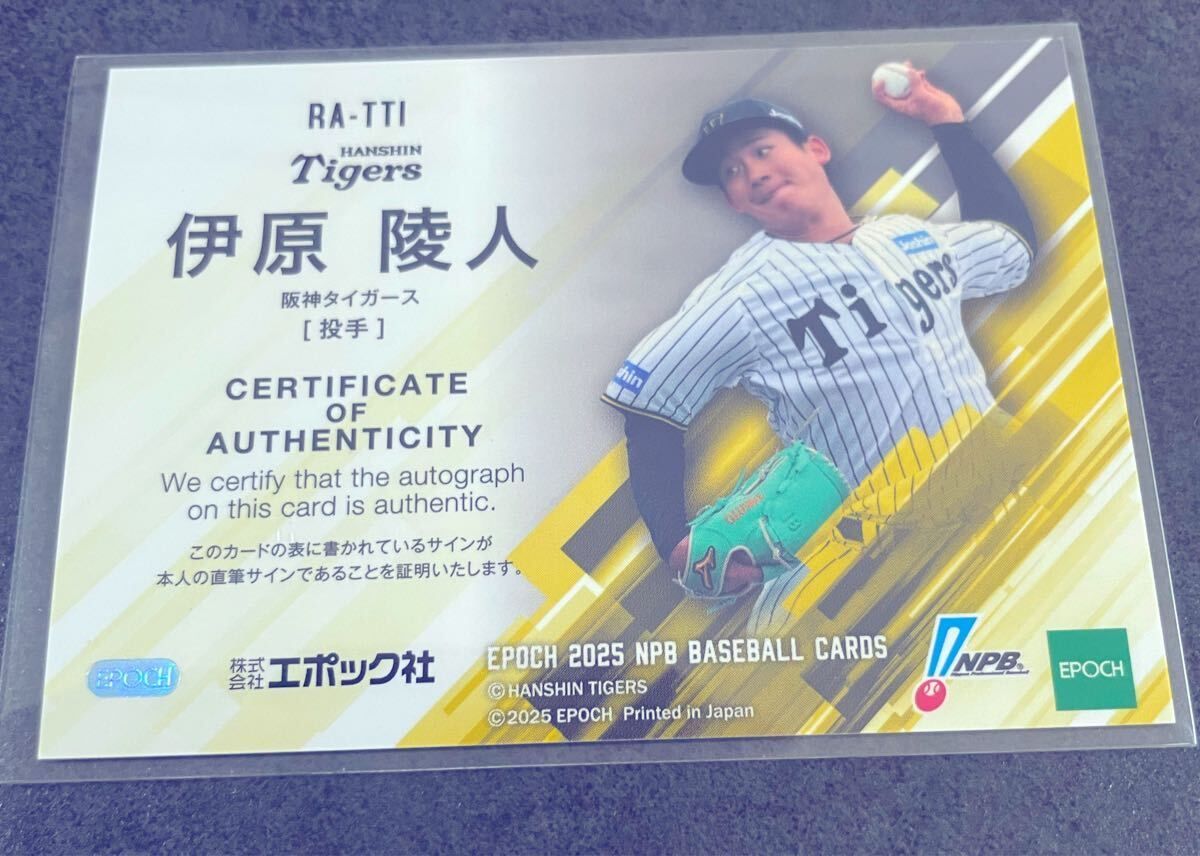 RA-TTI
HANSHIN
Tigers
伊原 陵人
阪神タイガース
[ 投手 ]
CERTIFICATE
OF
AUTHENTICITY
We certify that the autograph
on this card is authentic.
このカードの表に書かれているサインが
本人の直筆サインであることを証明いたします。
EPOCH
株式会社エポック社
EPOCH 2025 NPB BASEBALL CARDS
©HANSHIN TIGERS
©2025 EPOCH Printed in Japan
NPB®
EPOCH
Joshin
Tigers